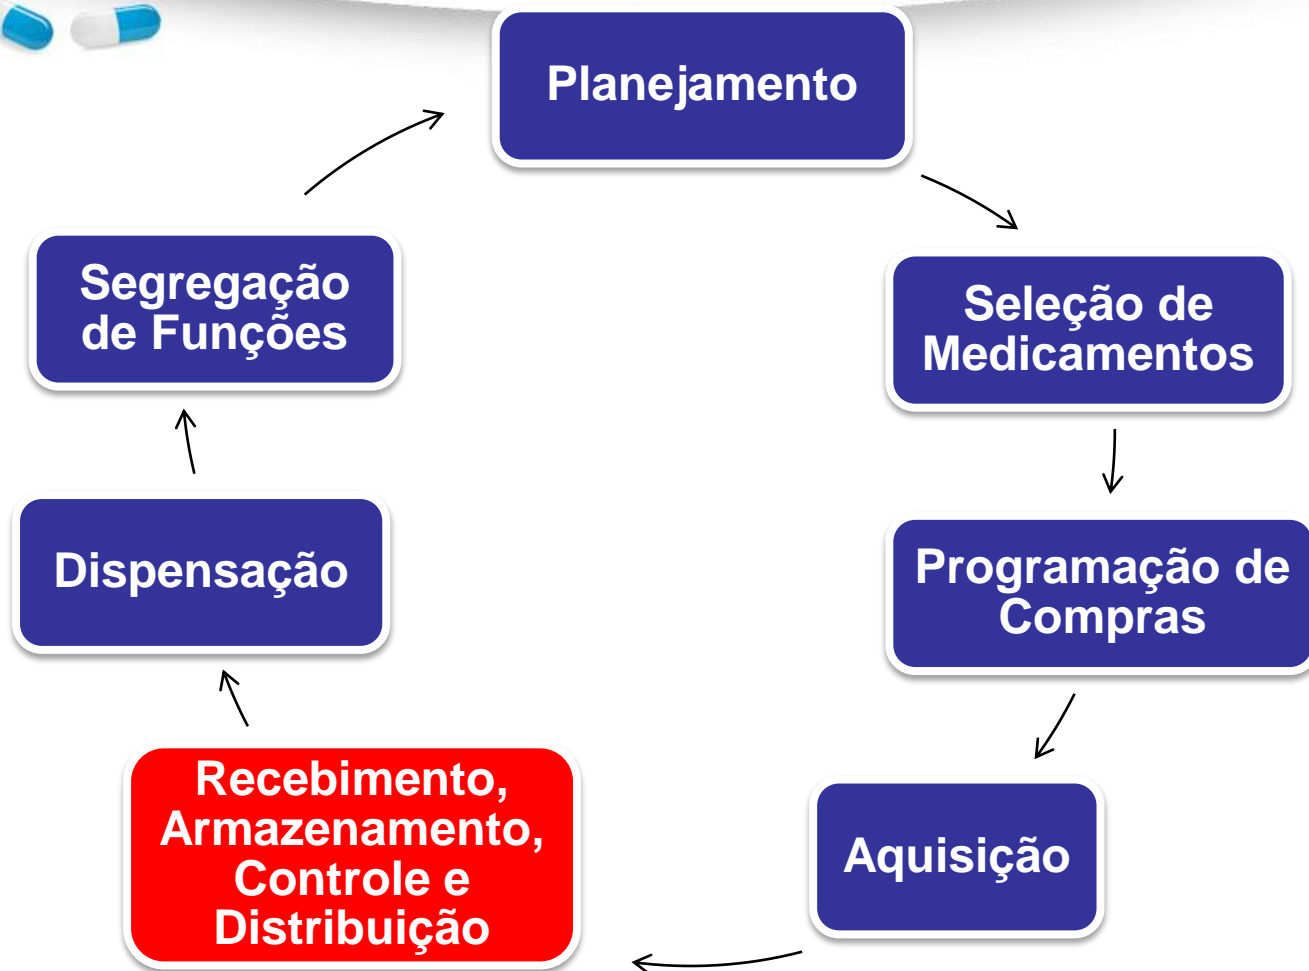 Planejamento
Seleção de
Medicamentos
Programação de
Compras
Aquisição
Recebimento,
Armazenamento,
Controle e
Distribuição
Dispensação
Segregação
de Funções